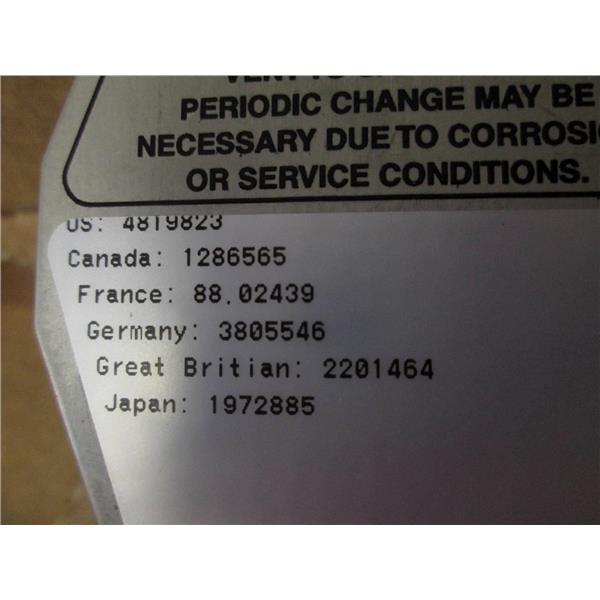 PERIODIC CHANGE MAY BE
NECESSARY DUE TO CORROSI
OR SERVICE CONDITIONS.
US: 4819823
Canada: 1286565
France: 88.02439
Germany: 3805546
Great Britian: 2201464
Japan: 1972885